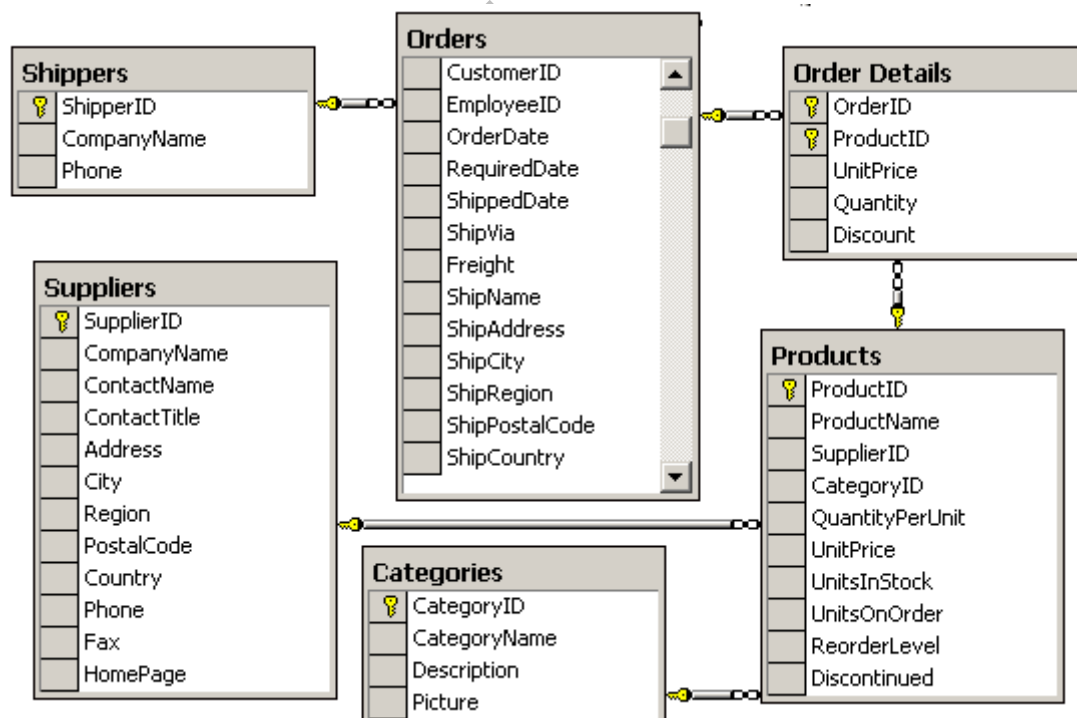 Shippers
ShipperID
CompanyName
Phone
Orders
CustomerID
EmployeeID
OrderDate
RequiredDate
ShippedDate
ShipVia
Freight
ShipName
ShipAddress
ShipCity
ShipRegion
ShipPostalCode
ShipCountry
Order Details
OrderID
ProductID
UnitPrice
Quantity
Discount
Suppliers
SupplierID
CompanyName
ContactName
ContactTitle
Address
City
Region
PostalCode
Country
Phone
Fax
HomePage
Categories
CategoryID
CategoryName
Description
Picture
Products
ProductID
ProductName
SupplierID
CategoryID
QuantityPerUnit
UnitPrice
UnitsInStock
UnitsOnOrder
ReorderLevel
Discontinued